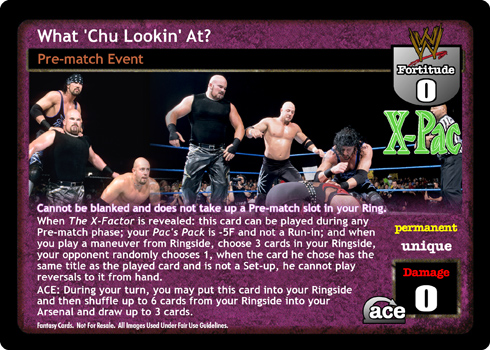 What 'Chu Lookin' At?
Pre-match Event
W
Fortitude
0
X-Pac
Cannot be blanked and does not take up a Pre-match slot in your Ring.
When The X-Factor is revealed: this card can be played during any
Pre-match phase; your Pac's Pack is -5F and not a Run-in; and when
you play a maneuver from Ringside, choose 3 cards in your Ringside,
your opponent randomly chooses 1, when the card he chose has the
same title as the played card and is not a Set-up, he cannot play
reversals to it from hand.
ACE: During your turn, you may put this card into your Ringside
and then shuffle up to 6 cards from your Ringside into your
Arsenal and draw up to 3 cards.
permanent
unique
Damage
0
ace
Fantasy Cards. Not For Resale. All Images Used Under Fair Use Guidelines.